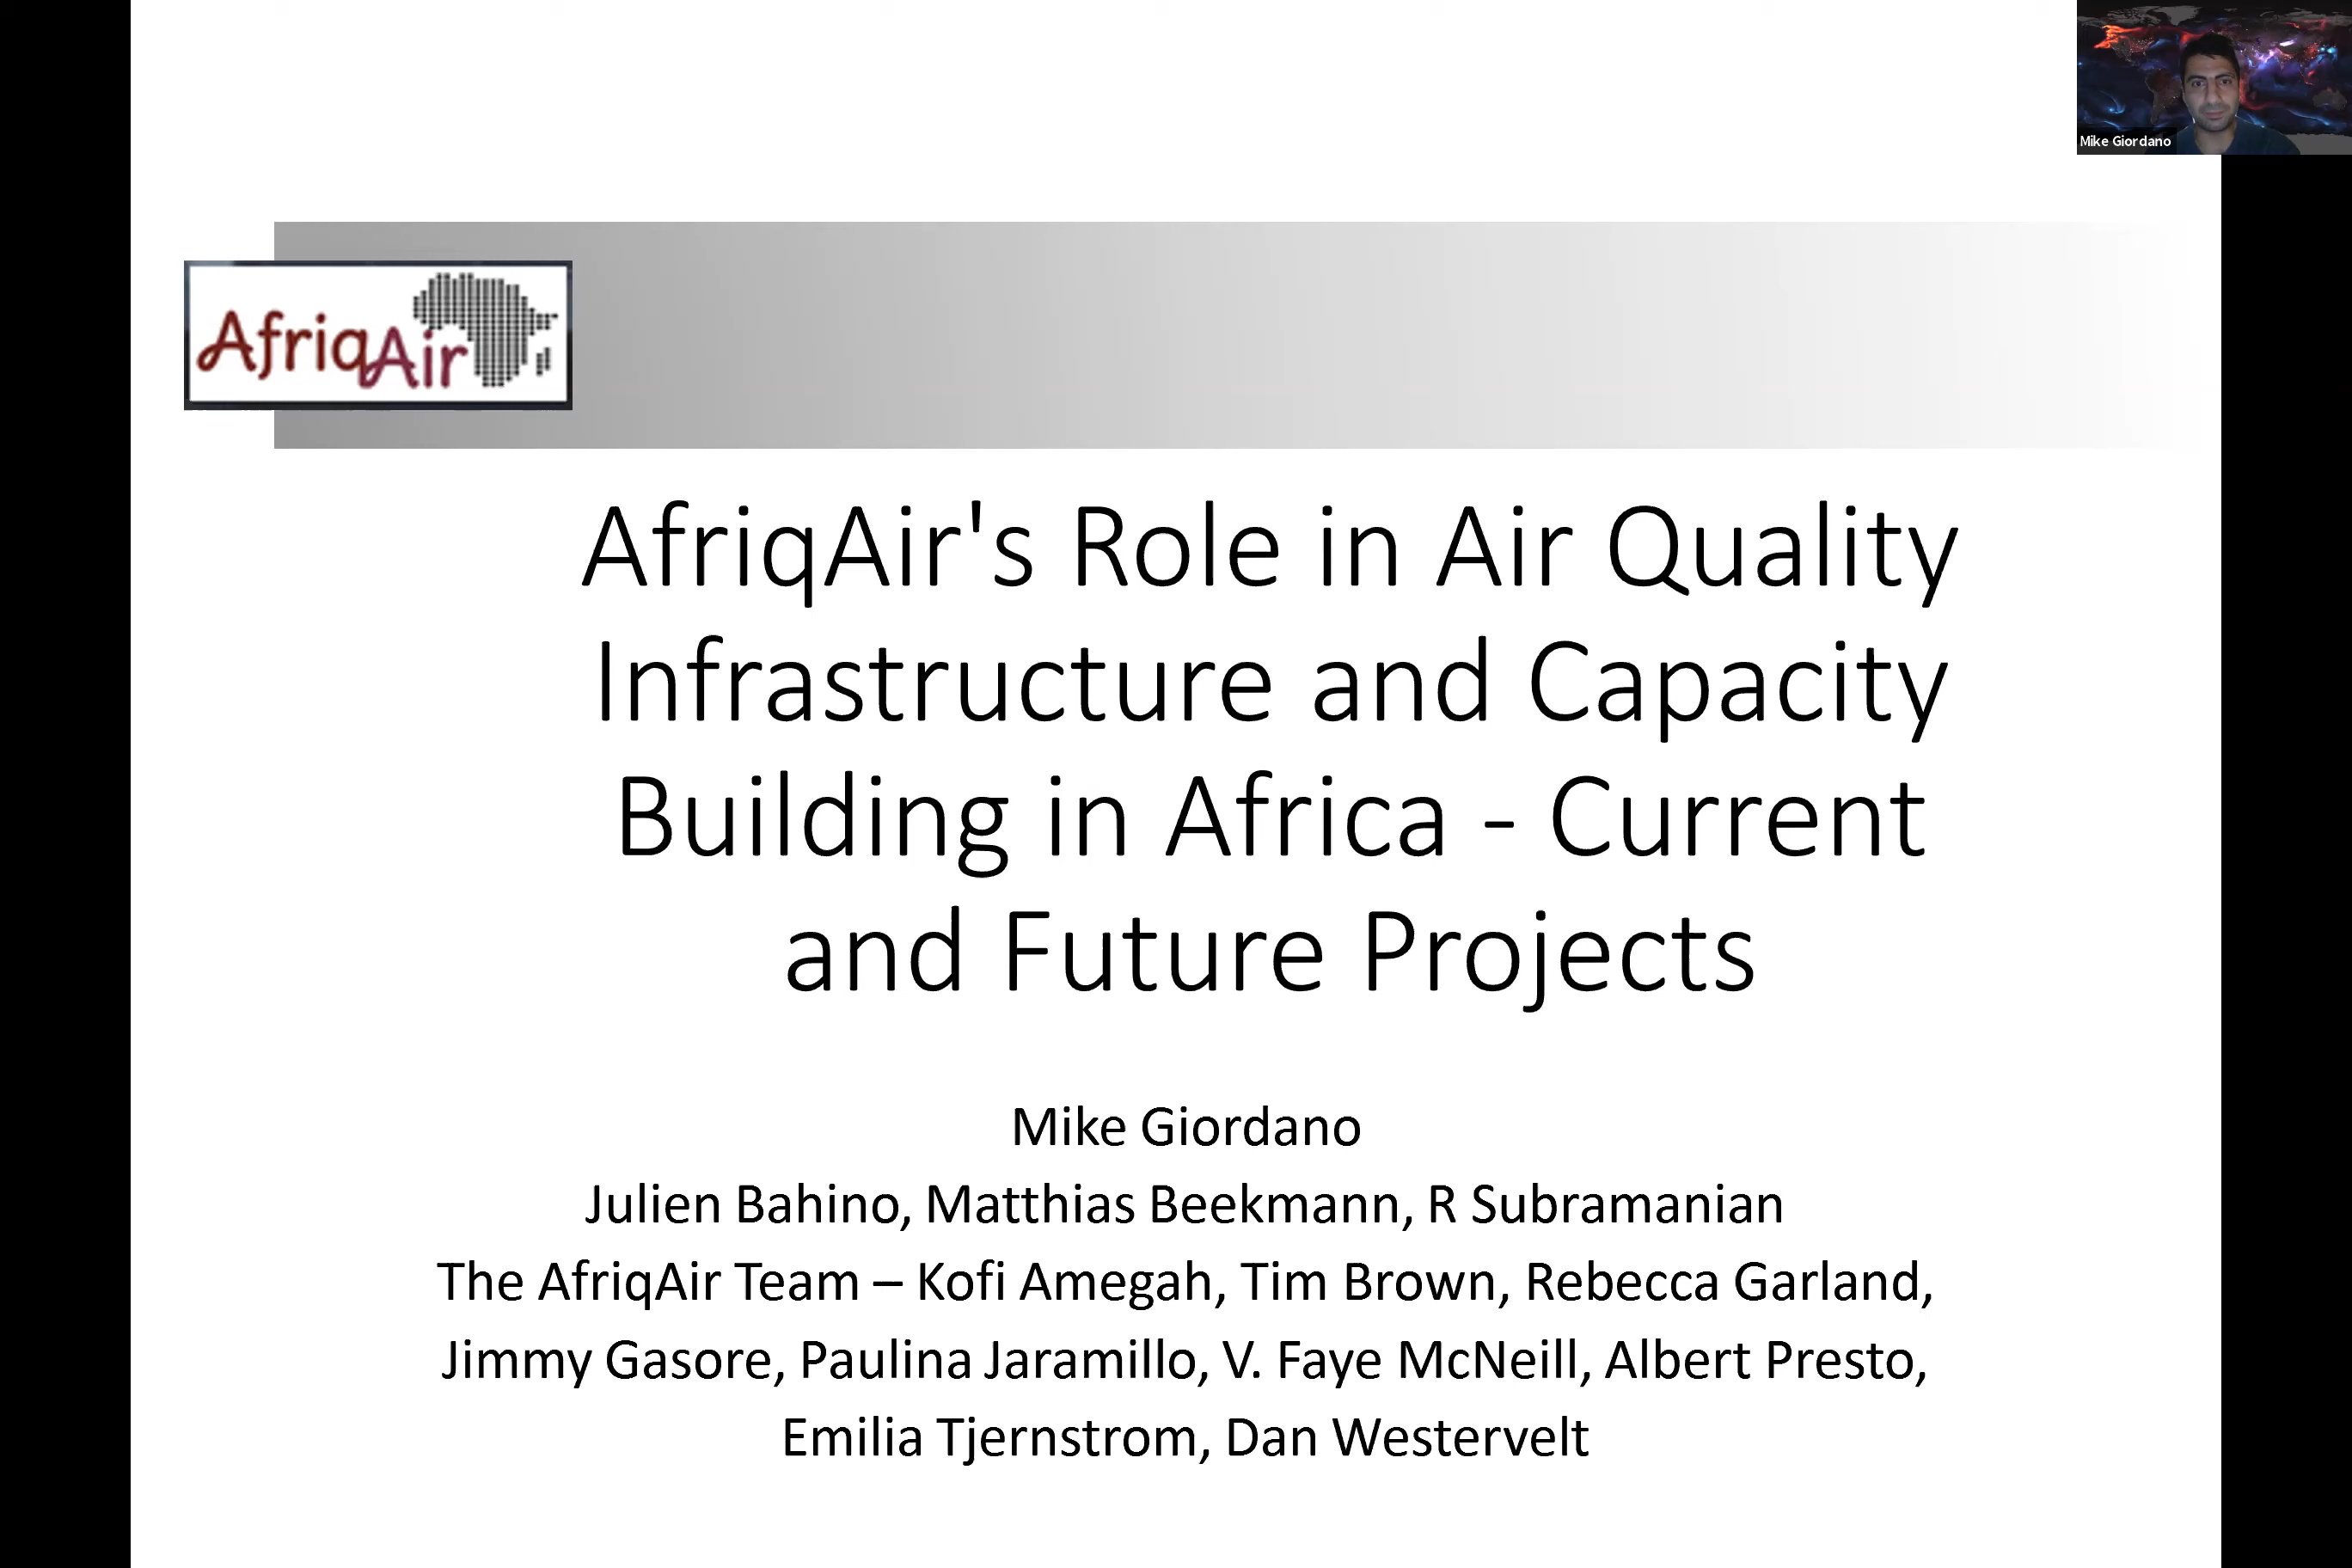 Mike Giordano
AfriqAir
AfriqAir's Role in Air Quality
Infrastructure and Capacity
Building in Africa - Current
and Future Projects
Mike Giordano
Julien Bahino, Matthias Beekmann, R Subramanian
The AfriqAir Team – Kofi Amegah, Tim Brown, Rebecca Garland,
Jimmy Gasore, Paulina Jaramillo, V. Faye McNeill, Albert Presto,
Emilia Tjernstrom, Dan Westervelt